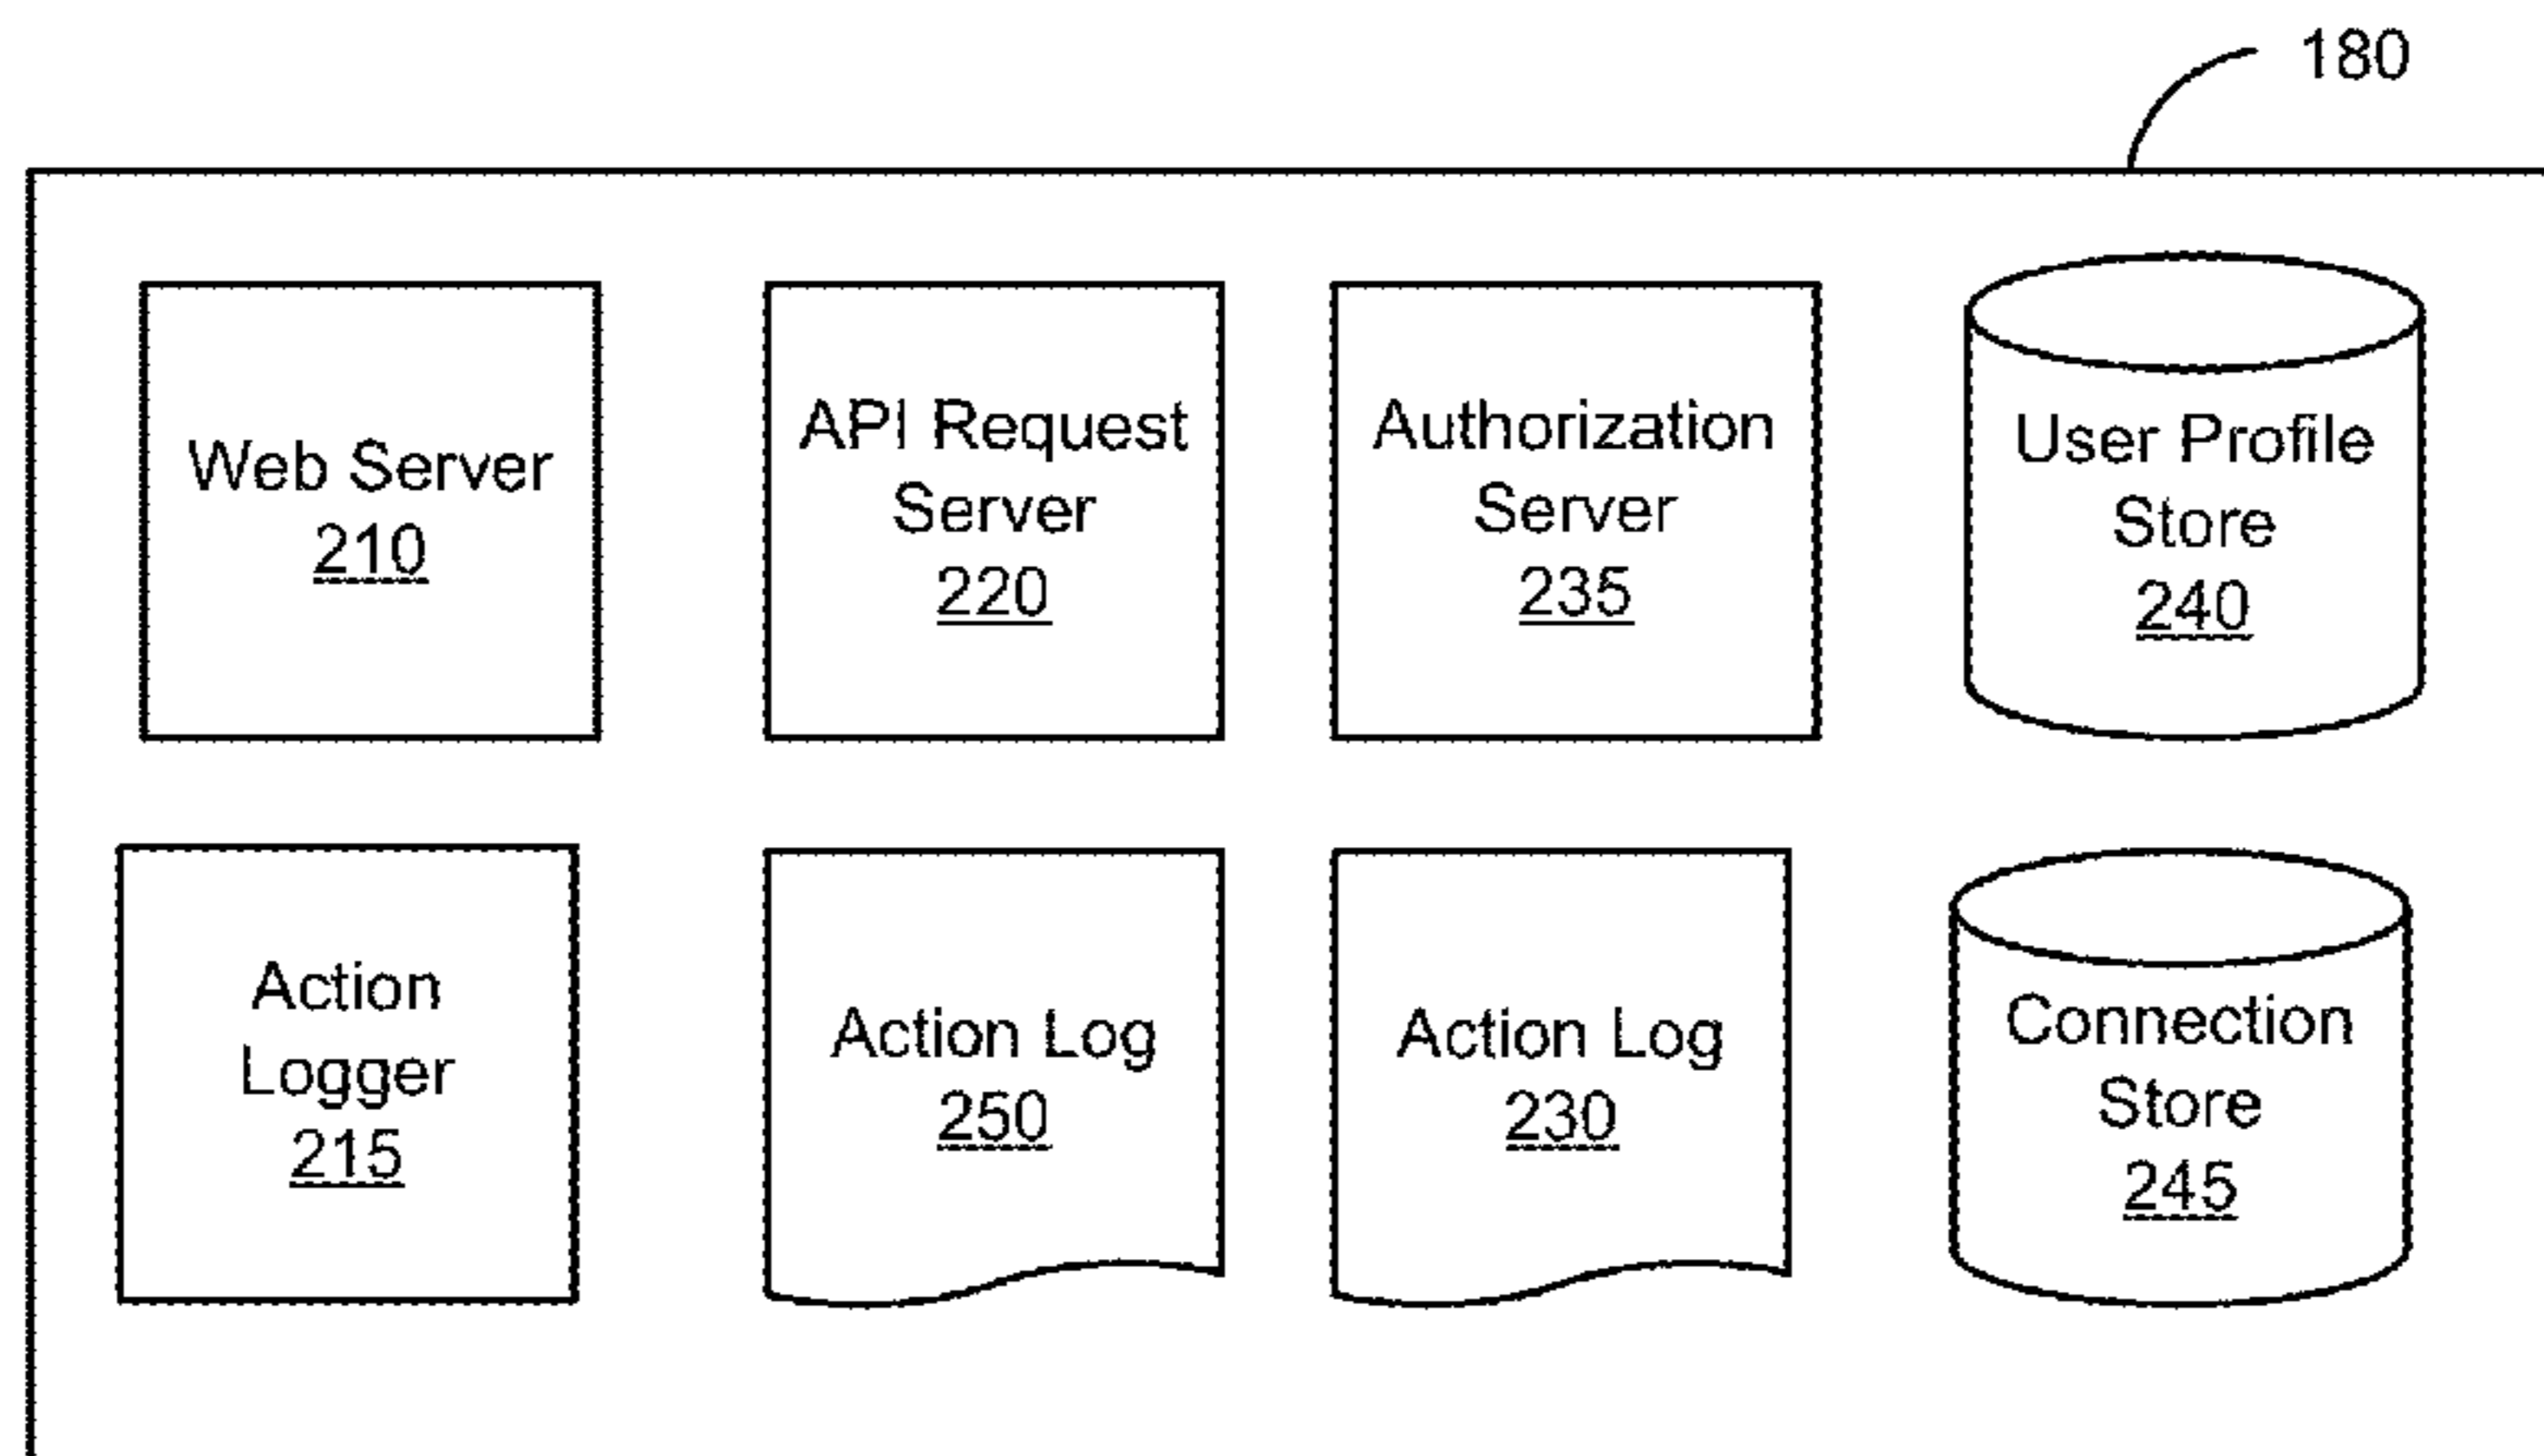 180
Web Server
210
API Request
Server
220
Authorization
Server
235
User Profile
Store
240
Action
Logger
215
Action Log
250
Action Log
230
Connection
Store
245